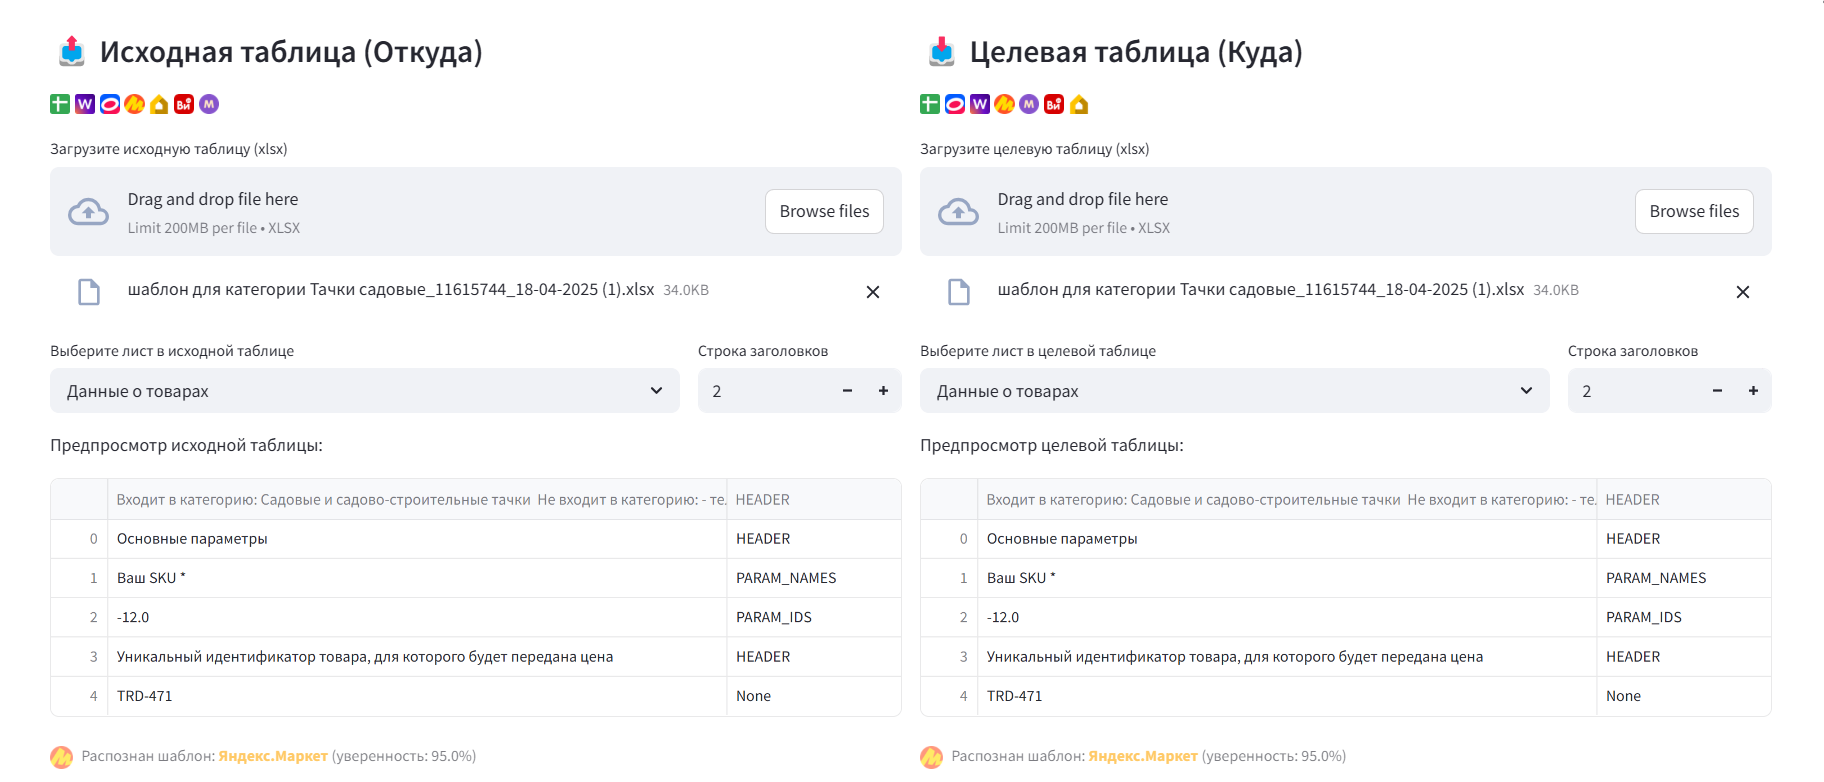 Исходная таблица (Откуда)
W Ви М
Загрузите исходную таблицу (xlsx)
Drag and drop file here
Limit 200MB per file • XLSX
Browse files
шаблон для категории Тачки садовые_11615744_18-04-2025 (1).xlsx 34.0KB
Выберите лист в исходной таблице
Строка заголовков
Данные о товарах
2
Предпросмотр исходной таблицы:
Входит в категорию: Садовые и садово-строительные тачки Не входит в категорию: - те. HEADER
0 Основные параметры HEADER
1 Ваш SKU * PARAM_NAMES
2 -12.0 PARAM_IDS
3 Уникальный идентификатор товара, для которого будет передана цена HEADER
4 TRD-471 None
Распознан шаблон: Яндекс.Маркет (уверенность: 95.0%)
Целевая таблица (Куда)
W М Ви
Загрузите целевую таблицу (xlsx)
Drag and drop file here
Limit 200MB per file • XLSX
Browse files
шаблон для категории Тачки садовые_11615744_18-04-2025 (1).xlsx 34.0KB
Выберите лист в целевой таблице
Строка заголовков
Данные о товарах
2
Предпросмотр целевой таблицы:
Входит в категорию: Садовые и садово-строительные тачки Не входит в категорию: - те. HEADER
0 Основные параметры HEADER
1 Ваш SKU * PARAM_NAMES
2 -12.0 PARAM_IDS
3 Уникальный идентификатор товара, для которого будет передана цена HEADER
4 TRD-471 None
Распознан шаблон: Яндекс.Маркет (уверенность: 95.0%)